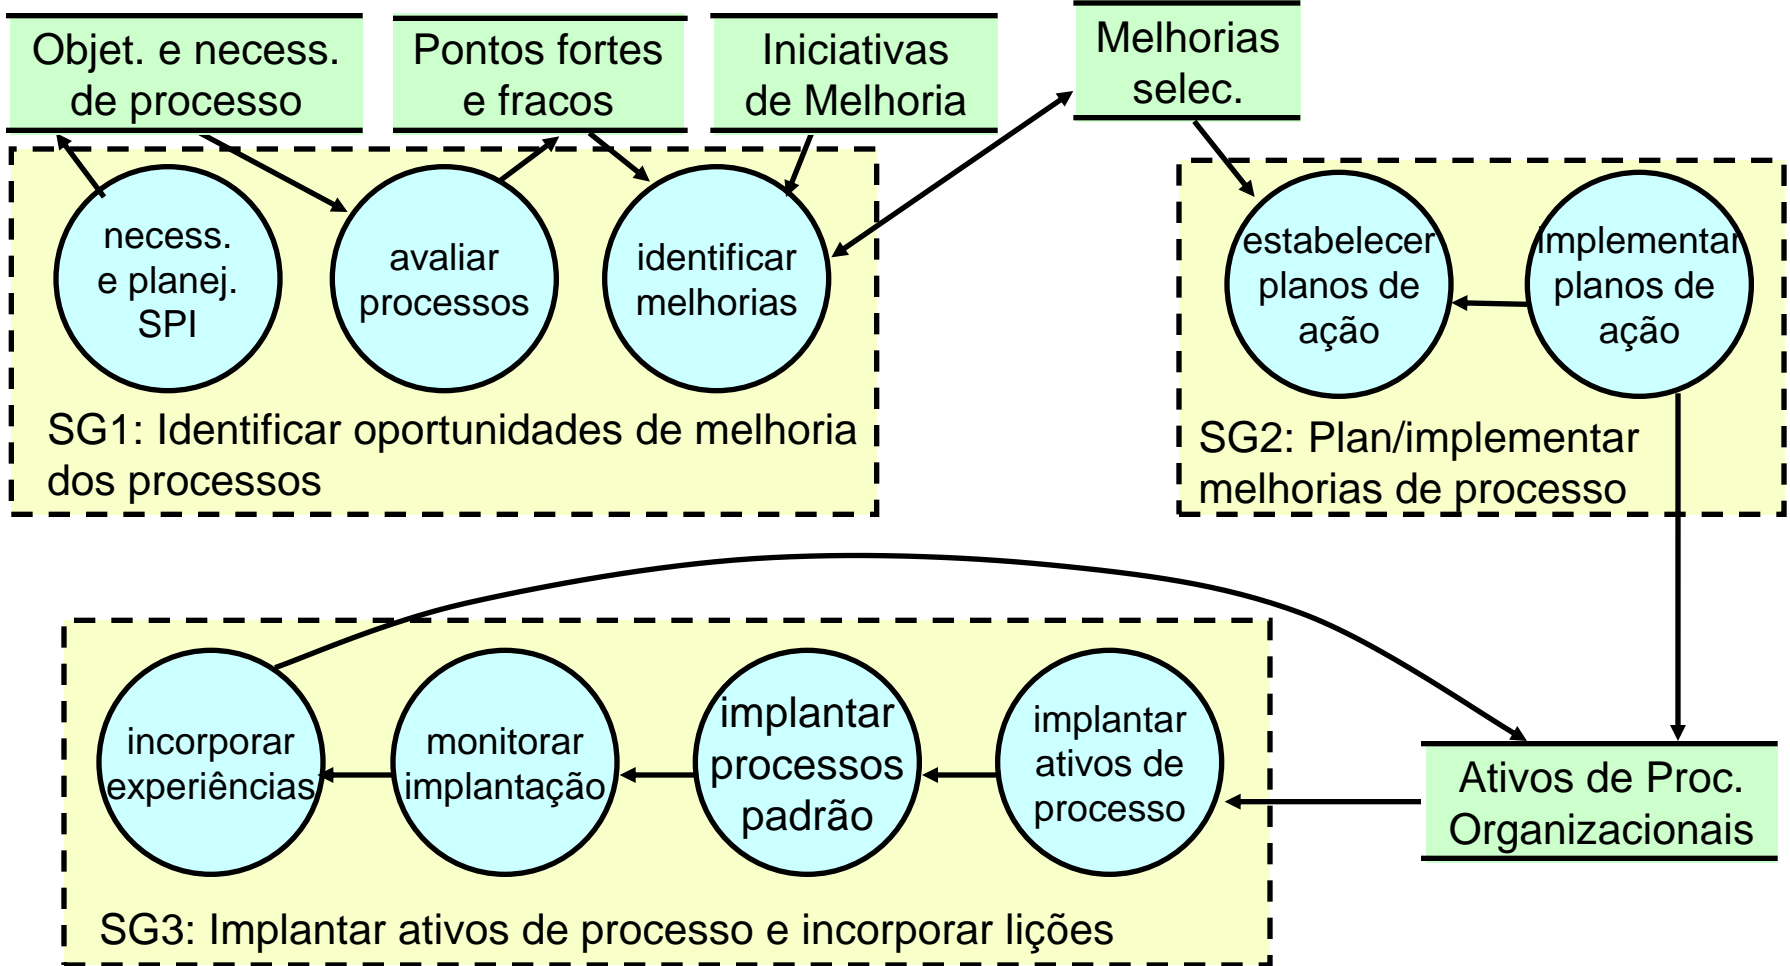 Objet. e necess.
de processo
Pontos fortes
e fracos
Iniciativas
de Melhoria
Melhorias
selec.
necess.
e planej.
SPI
avaliar
processos
identificar
melhorias
SG1: Identificar oportunidades de melhoria
dos processos
estabelecer
planos de
ação
implementar
planos de
ação
SG2: Plan/implementar
melhorias de processo
incorporar
experiências
monitorar
implantação
implantar
processos
padrão
implantar
ativos de
processo
Ativos de Proc.
Organizacionais
SG3: Implantar ativos de processo e incorporar lições